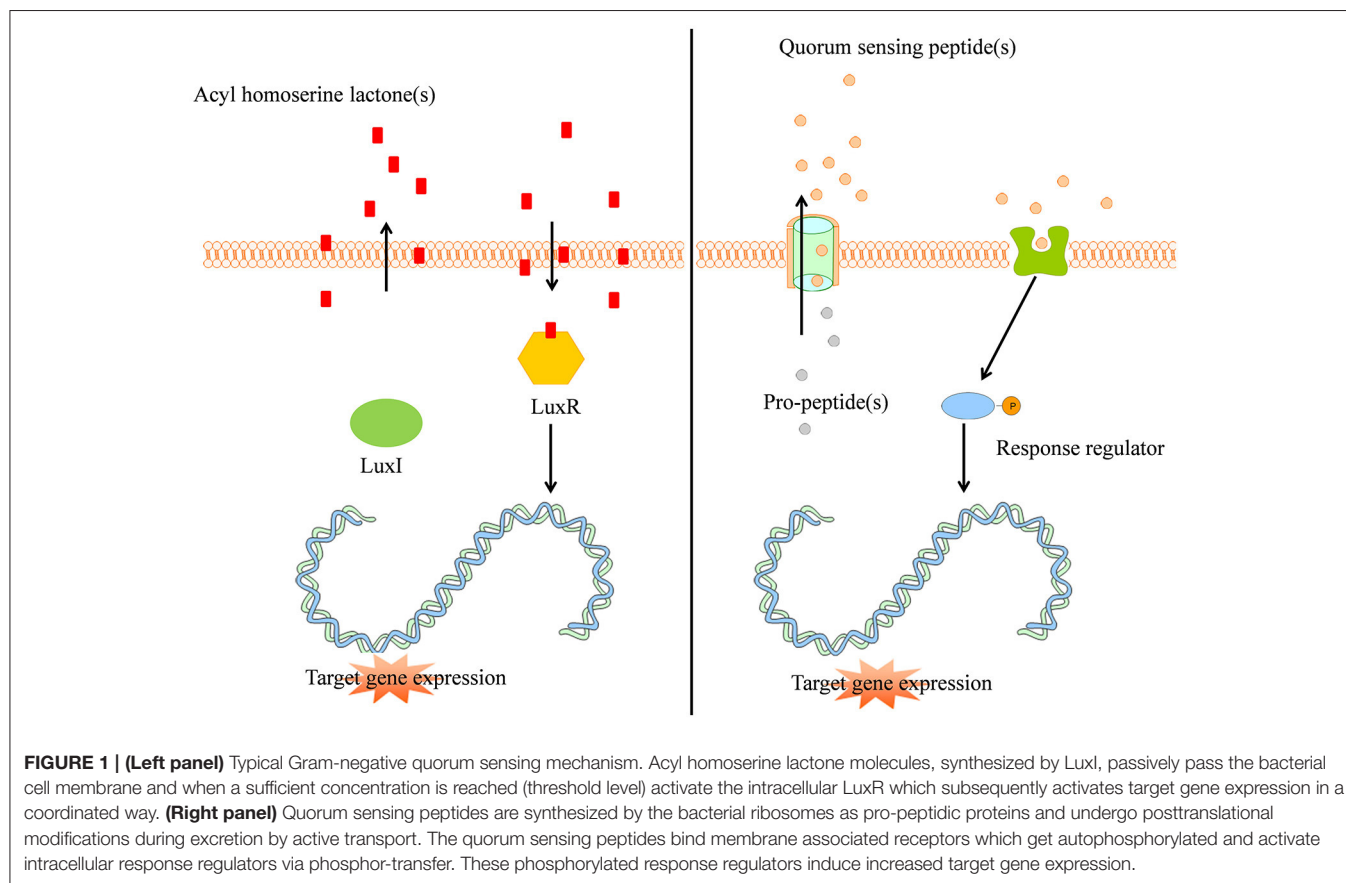 Acyl homoserine lactone(s)
LuxR
LuxI
Target gene expression
Quorum sensing peptide(s)
Pro-peptide(s)
P
Response regulator
Target gene expression
FIGURE 1 | (Left panel) Typical Gram-negative quorum sensing mechanism. Acyl homoserine lactone molecules, synthesized by LuxI, passively pass the bacterial
cell membrane and when a sufficient concentration is reached (threshold level) activate the intracellular LuxR which subsequently activates target gene expression in a
coordinated way. (Right panel) Quorum sensing peptides are synthesized by the bacterial ribosomes as pro-peptidic proteins and undergo posttranslational
modifications during excretion by active transport. The quorum sensing peptides bind membrane associated receptors which get autophosphorylated and activate
intracellular response regulators via phosphor-transfer. These phosphorylated response regulators induce increased target gene expression.